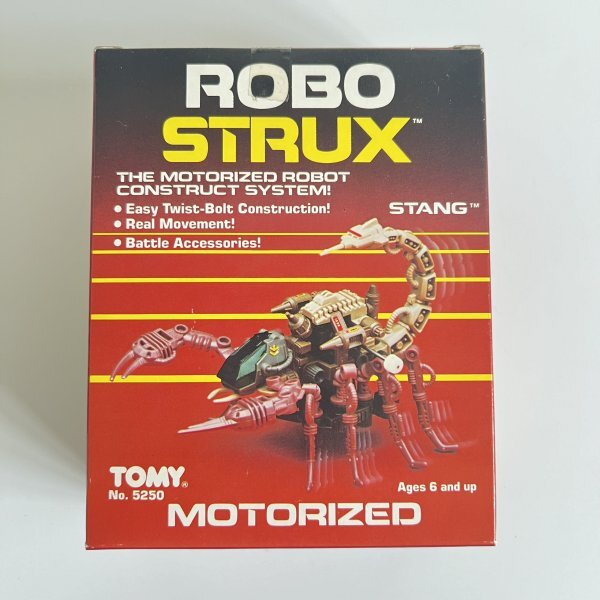 ROBO
STRUX™
THE MOTORIZED ROBOT
CONSTRUCT SYSTEM!
• Easy Twist-Bolt Construction!
• Real Movement!
• Battle Accessories!
STANG™
TOMY®
No. 5250
Ages 6 and up
MOTORIZED